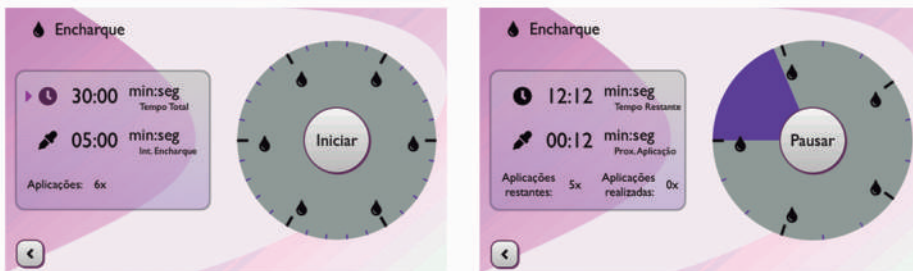 Encharque
30:00 min:seg
Tempo Total
05:00 min:seg
Int. Encharque
Aplicações: 6x
Iniciar
Encharque
12:12 min:seg
Tempo Restante
00:12 min:seg
Prox.Aplicação
Aplicações restantes: 5x
Aplicações realizadas: 0x
Pausar